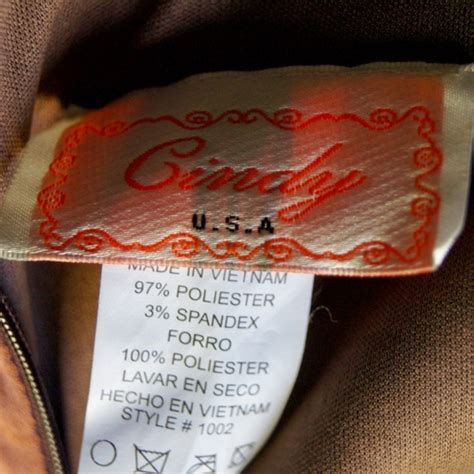 Cindy
U.S.A
MADE IN VIETNAM
97% POLIESTER
3% SPANDEX
FORRO
100% POLIESTER
LAVAR EN SECO
HECHO EN VIETNAM
STYLE # 1002